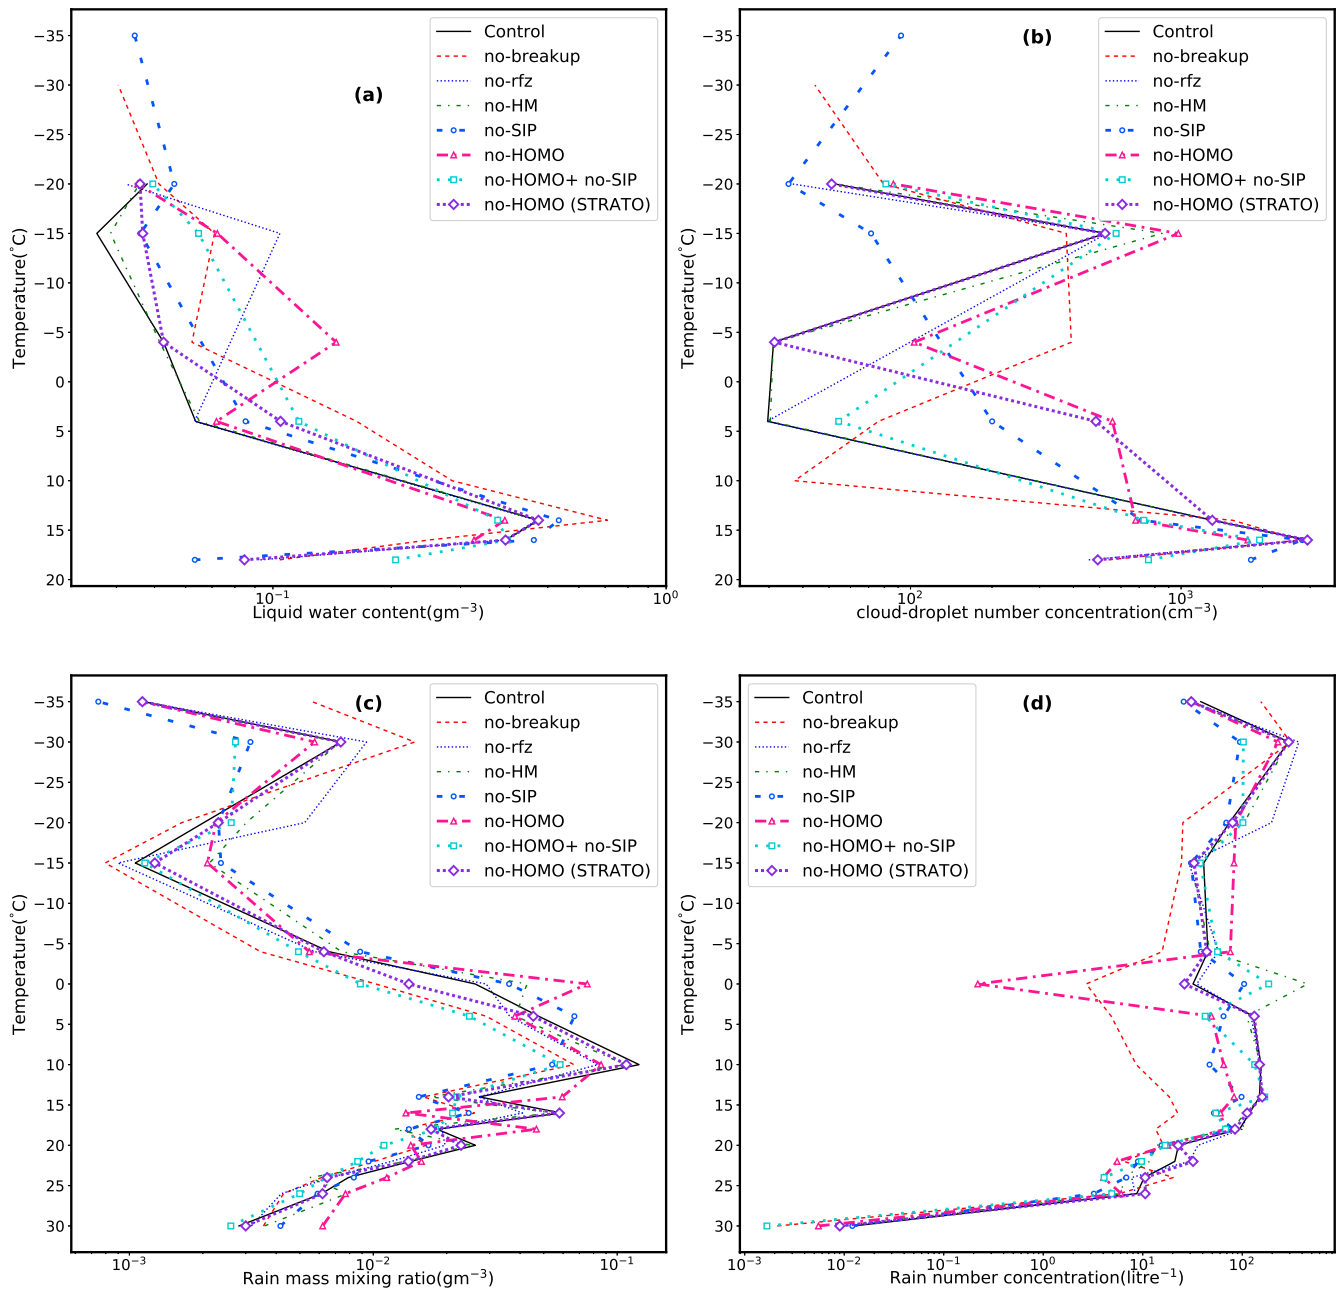 (a)
Control
no-breakup
no-rfz
no-HM
no-SIP
no-HOMO
no-HOMO+ no-SIP
no-HOMO (STRATO)
−35
−30
−25
−20
−15
−10
−5
0
5
10
15
20
Temperature(°C)
10⁻¹
10⁰
Liquid water content(gm⁻³)
(b)
Control
no-breakup
no-rfz
no-HM
no-SIP
no-HOMO
no-HOMO+ no-SIP
no-HOMO (STRATO)
−35
−30
−25
−20
−15
−10
−5
0
5
10
15
20
Temperature(°C)
10²
10³
cloud-droplet number concentration(cm⁻³)
(c)
Control
no-breakup
no-rfz
no-HM
no-SIP
no-HOMO
no-HOMO+ no-SIP
no-HOMO (STRATO)
−35
−30
−25
−20
−15
−10
−5
0
5
10
15
20
25
30
Temperature(°C)
10⁻³
10⁻²
10⁻¹
Rain mass mixing ratio(gm⁻³)
(d)
Control
no-breakup
no-rfz
no-HM
no-SIP
no-HOMO
no-HOMO+ no-SIP
no-HOMO (STRATO)
−35
−30
−25
−20
−15
−10
−5
0
5
10
15
20
25
30
Temperature(°C)
10⁻³
10⁻²
10⁻¹
10⁰
10¹
10²
Rain number concentration(litre⁻¹)